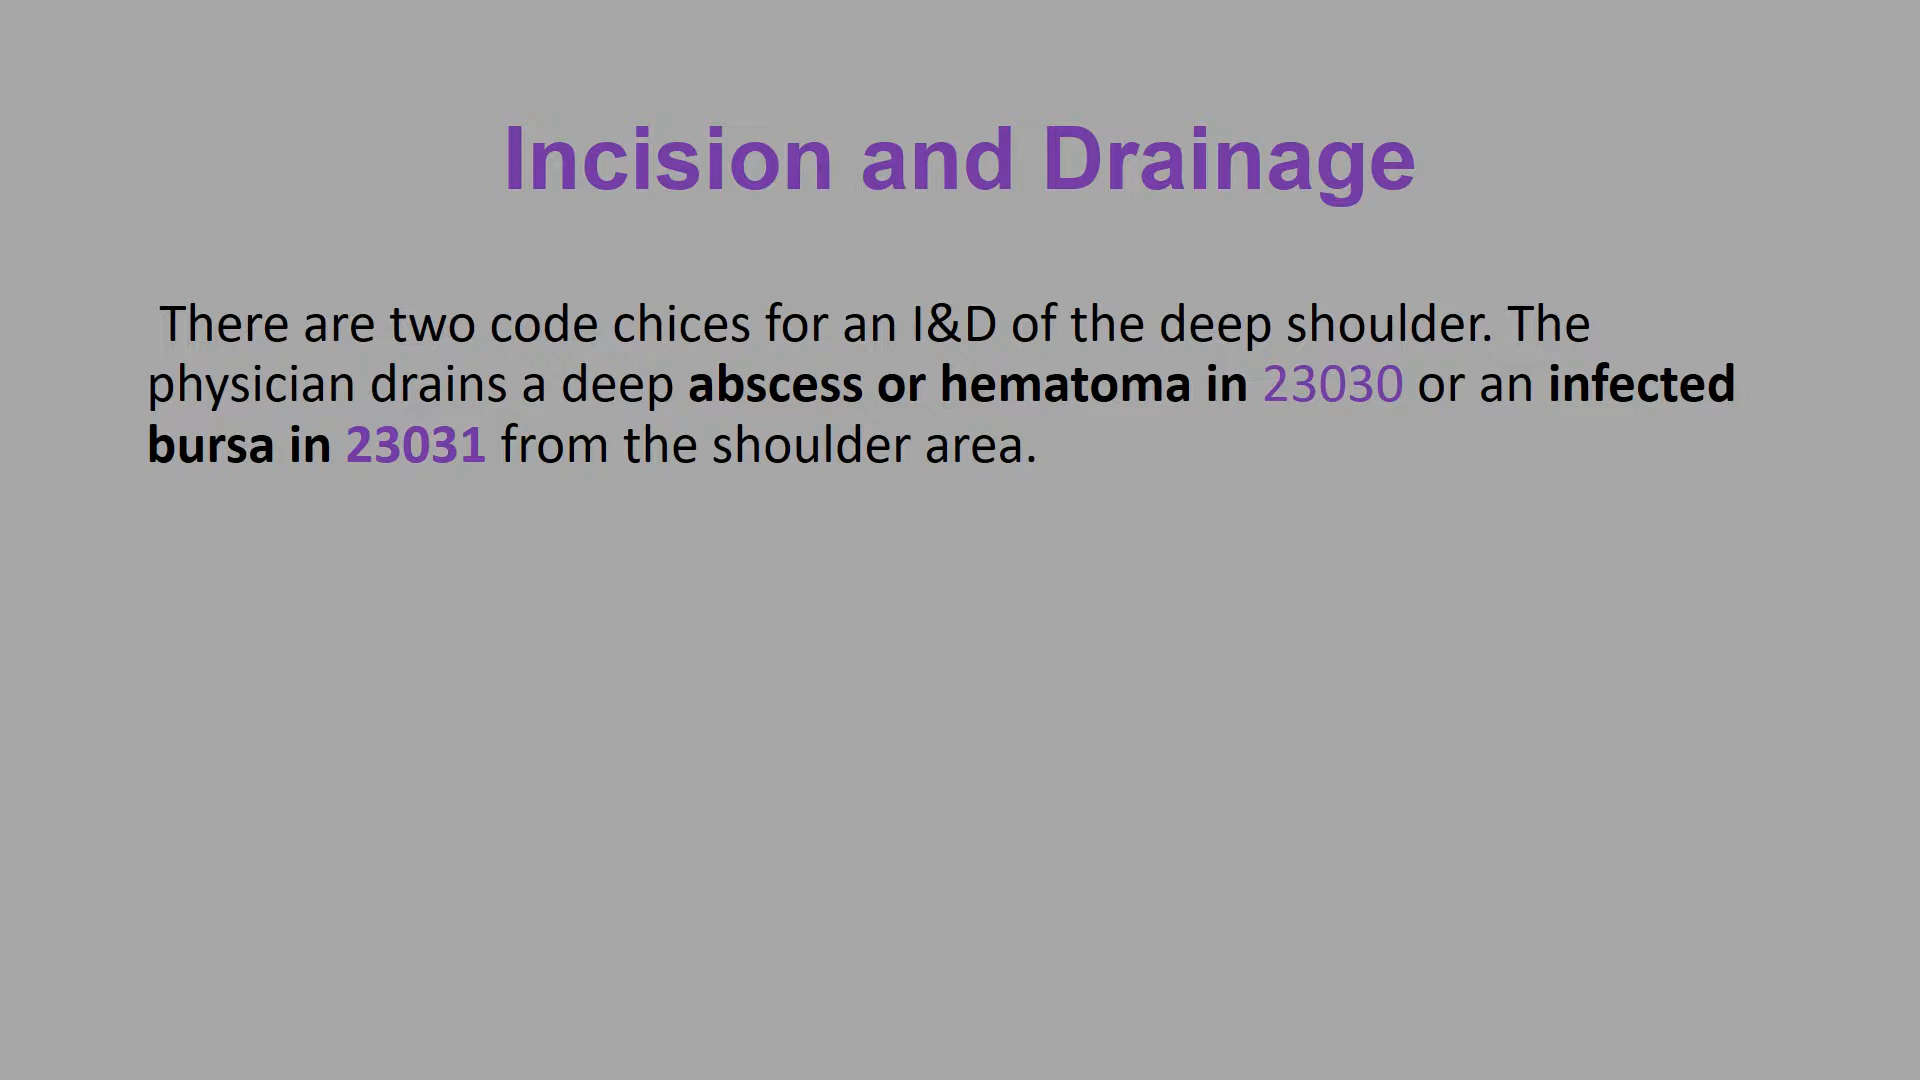 Incision and Drainage
There are two code chices for an I&D of the deep shoulder. The
physician drains a deep abscess or hematoma in 23030 or an infected
bursa in 23031 from the shoulder area.